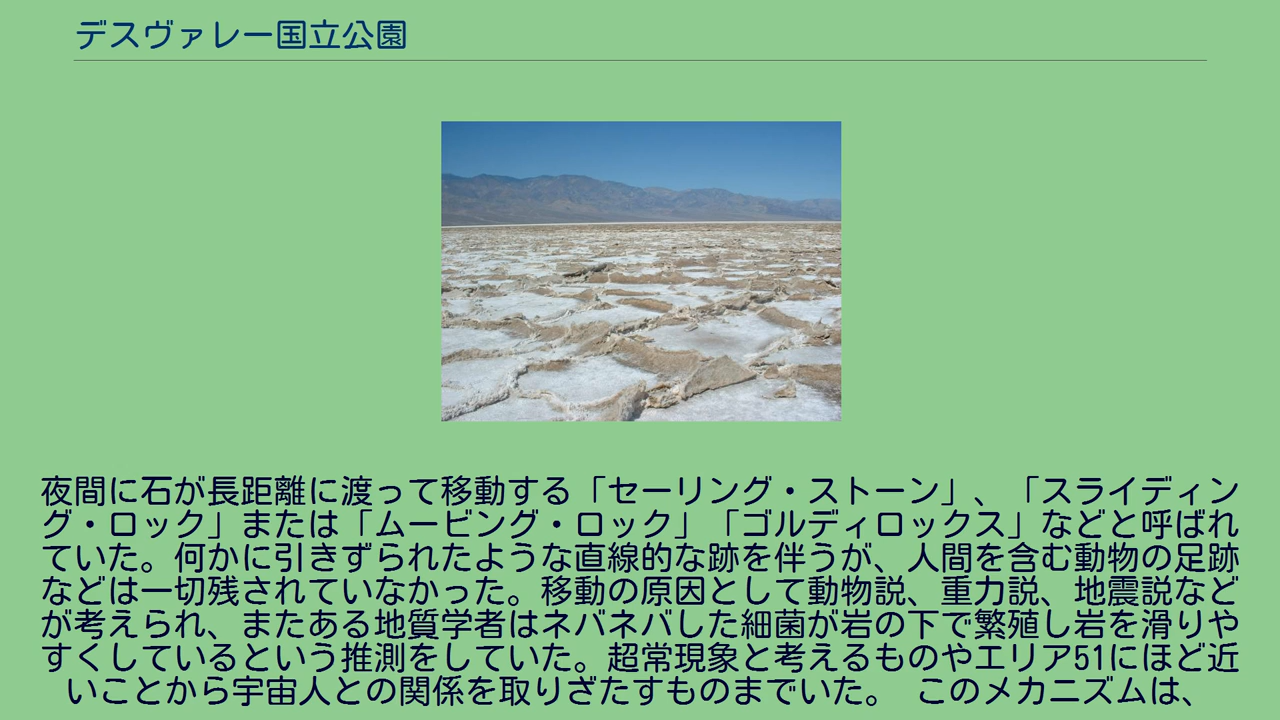 デスヴァレー国立公園
夜間に石が長距離に渡って移動する「セーリング・ストーン」、「スライディン
グ・ロック」または「ムービング・ロック」「ゴルディロックス」などと呼ばれ
ていた。何かに引きずられたような直線的な跡を伴うが、人間を含む動物の足跡
などは一切残されていなかった。移動の原因として動物説、重力説、地震説など
が考えられ、またある地質学者はネバネバした細菌が岩の下で繁殖し岩を滑りや
すくしているという推測をしていた。超常現象と考えるものやエリア51にほど近
いことから宇宙人との関係を取りざたすものまでいた。 このメカニズムは、